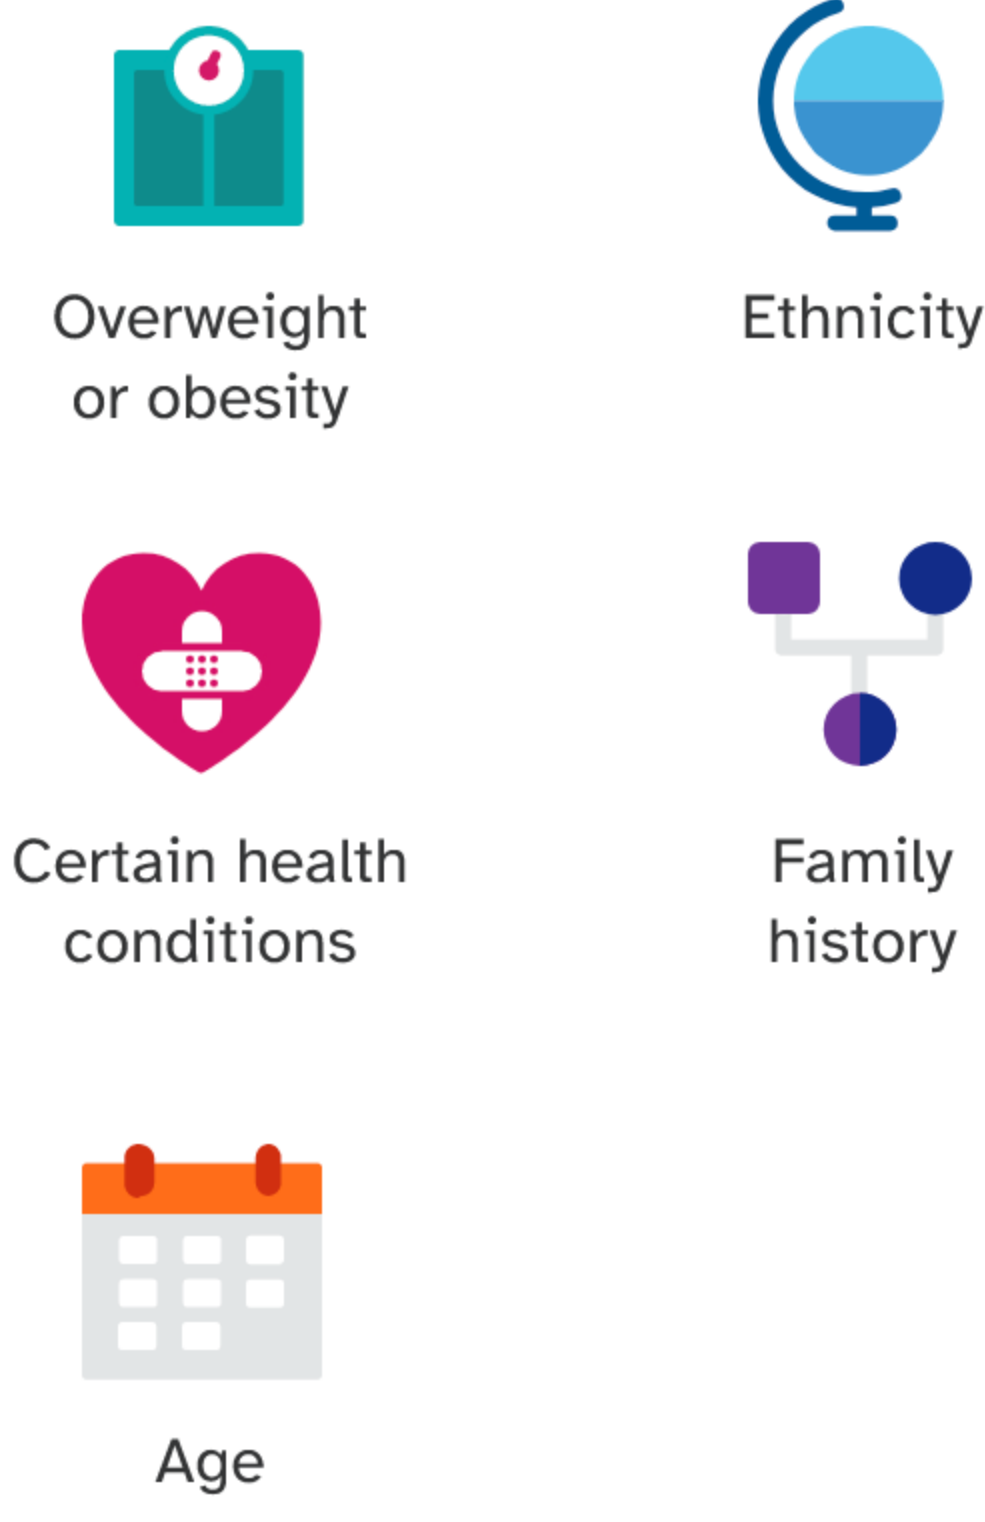 Overweight
or obesity
Ethnicity
Certain health
conditions
Family
history
Age